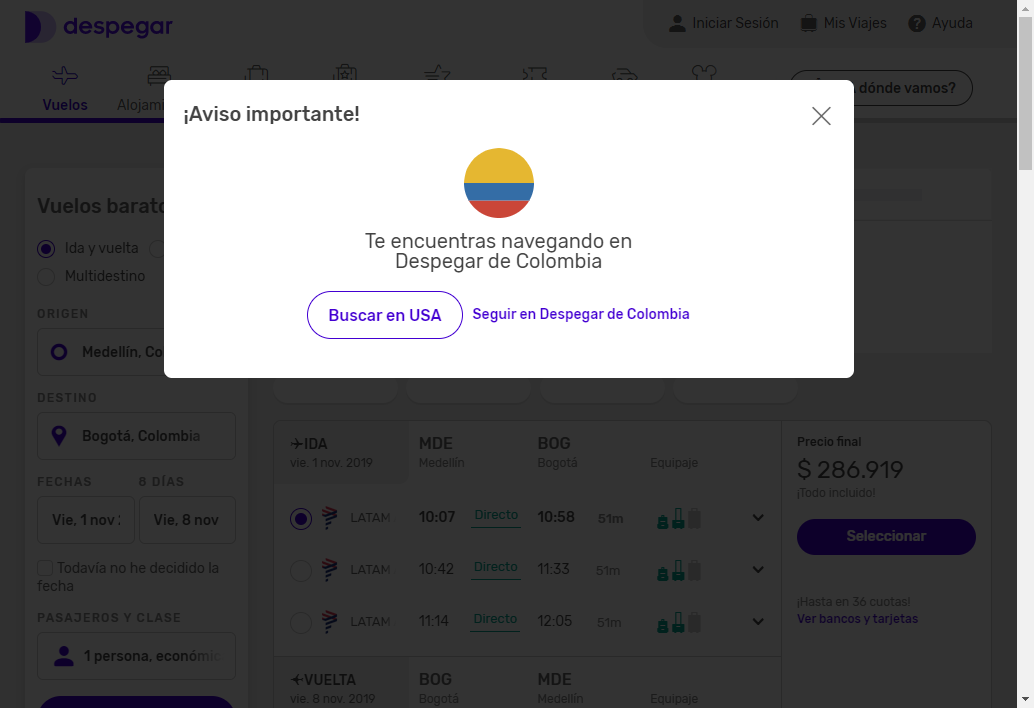 despegar
Iniciar Sesión
Mis Viajes
Ayuda
Vuelos
dónde vamos?
¡Aviso importante!
Te encuentras navegando en
Despegar de Colombia
Buscar en USA
Seguir en Despegar de Colombia
Vuelos
Ida y vuelta
Multidestino
ORIGEN
Medellín,
DESTINO
Bogotá, Colombia
FECHAS
8 DÍAS
Vie, 1 nov
Vie, 8 nov
Todavía no he decidido la
fecha
PASAJEROS Y CLASE
1 persona,
IDA
vie. 1 nov. 2019
MDE
Medellín
BOG
Bogotá
Equipaje
LATAM
10:07
Directo
10:58
51m
LATAM
10:42
Directo
11:33
51m
LATAM
11:14
Directo
12:05
51m
VUELTA
vie. 8 nov. 2019
BOG
Bogotá
MDE
Medellín
Equipaje
Precio final
$ 286.919
¡Todo incluido!
Seleccionar
¡Hasta en 36 cuotas!
Ver bancos y tarjetas